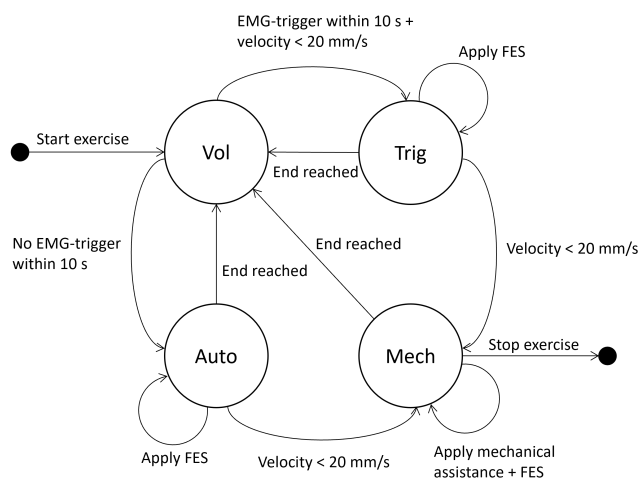 EMG-trigger within 10 s +
velocity < 20 mm/s
Apply FES
Start exercise
Vol
Trig
End reached
No EMG-trigger
within 10 s
End reached
Velocity < 20 mm/s
End reached
Stop exercise
Auto
Mech
Apply FES
Velocity < 20 mm/s
Apply mechanical
assistance + FES